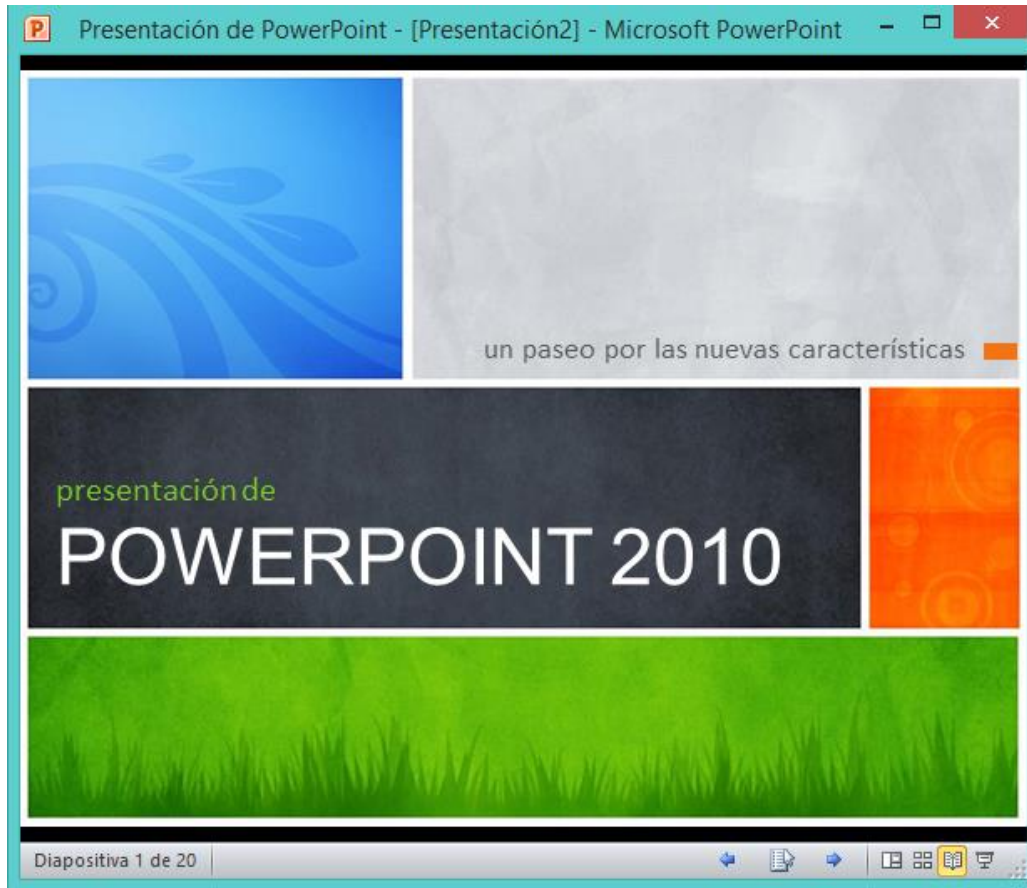 Presentación de PowerPoint - [Presentación2] - Microsoft PowerPoint
un paseo por las nuevas características
presentación de
POWERPOINT 2010
Diapositiva 1 de 20